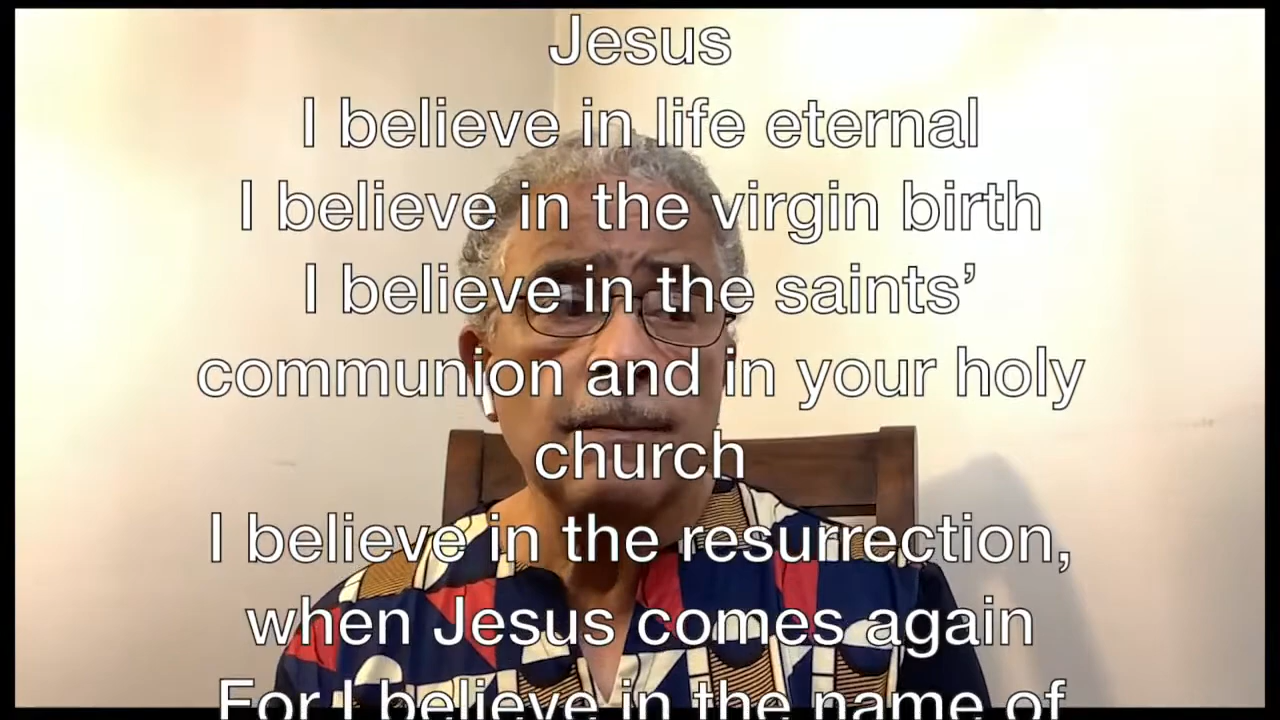 Jesus
I believe in life eternal
I believe in the virgin birth
I believe in the saints’
communion and in your holy
church
I believe in the resurrection,
when Jesus comes again
For I believe in the name of